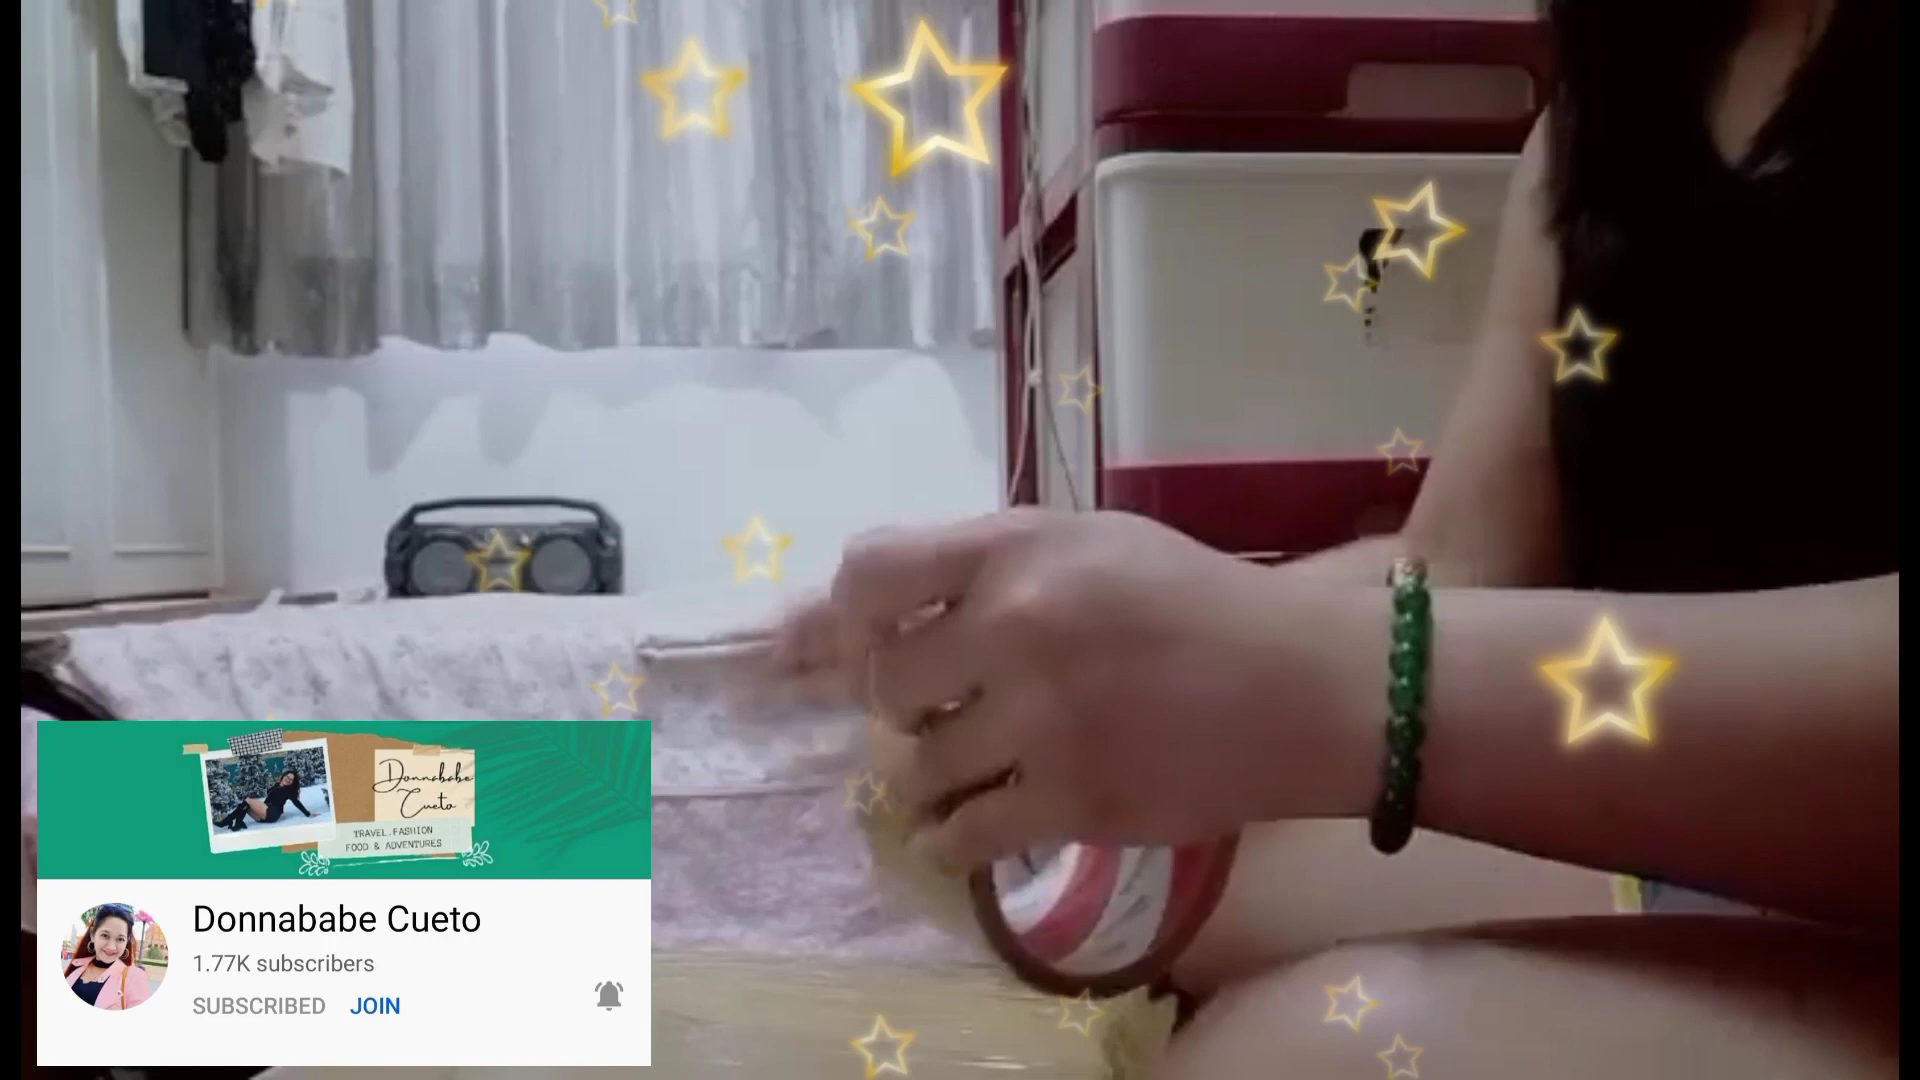 Donnababe
Cueto
TRAVEL.FASHION
FOOD & ADVENTURES
Donnababe Cueto
1.77K subscribers
SUBSCRIBED JOIN